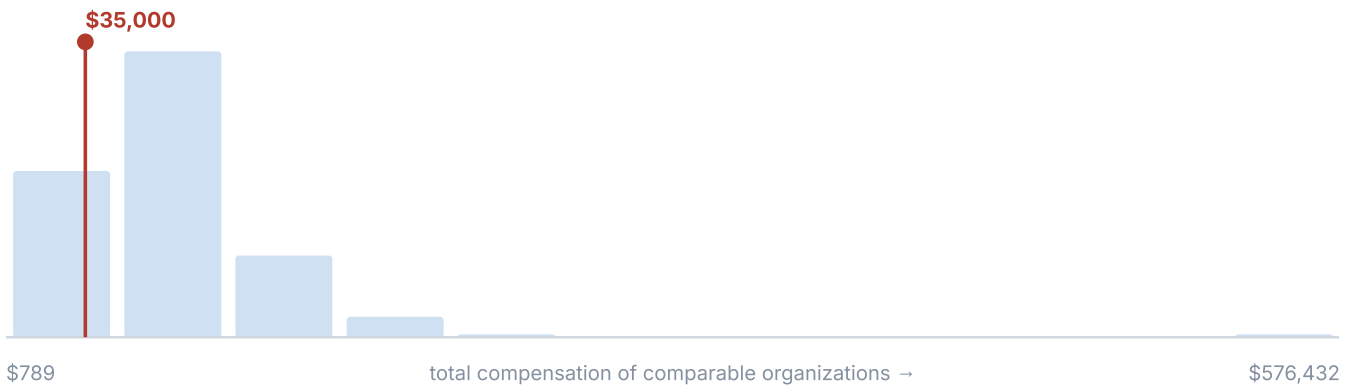 $35,000
$789
total compensation of comparable organizations →
$576,432